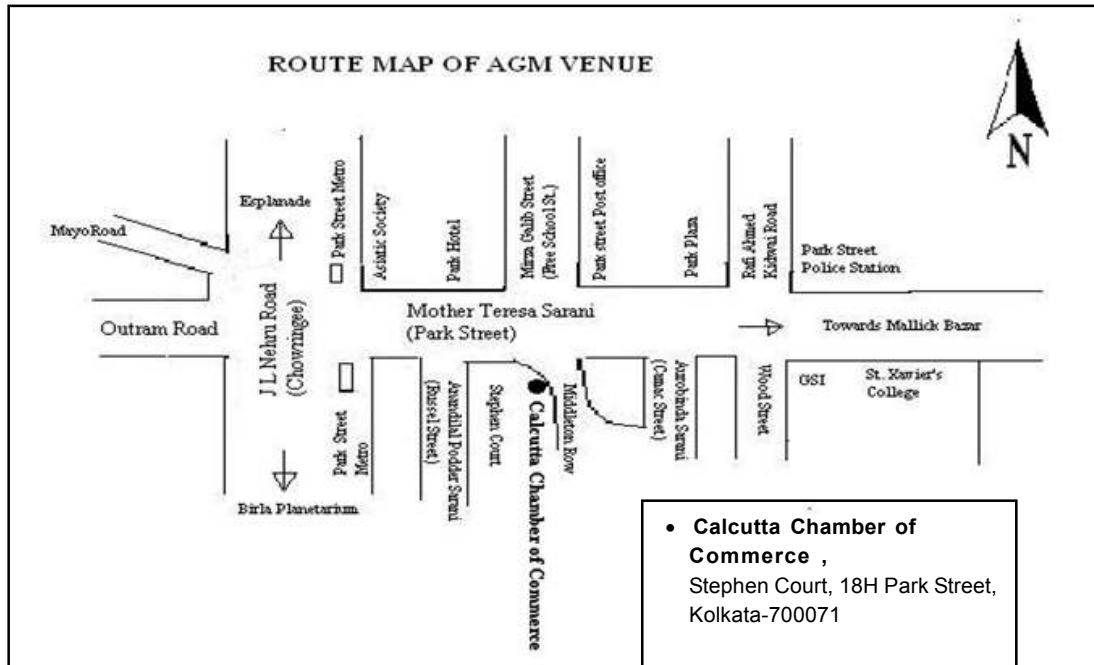 ROUTE MAP OF AGM VENUE
N
Esplanade
Mayo Road
Park Street Metro
Asiatic Society
Park Hotel
Mirza Galib Street
(Free School St.)
Park street Post office
Park Plaza
Rafi Ahmed
Kidwai Road
Park Street
Police Station
Outram Road
J L Nehru Road
(Chowringee)
Mother Teresa Sarani
(Park Street)
Towards Mallick Bazar
Park Street
Metro
Anandilal Podder Sarani
(Russel Street)
Stephen Court
Calcutta Chamber of Commerce
Middleton Row
Aurobinda Sarani
(Camac Street)
Wood Street
GSI
St. Xavier's
College
Birla Planetarium
• Calcutta Chamber of
Commerce ,
Stephen Court, 18H Park Street,
Kolkata-700071